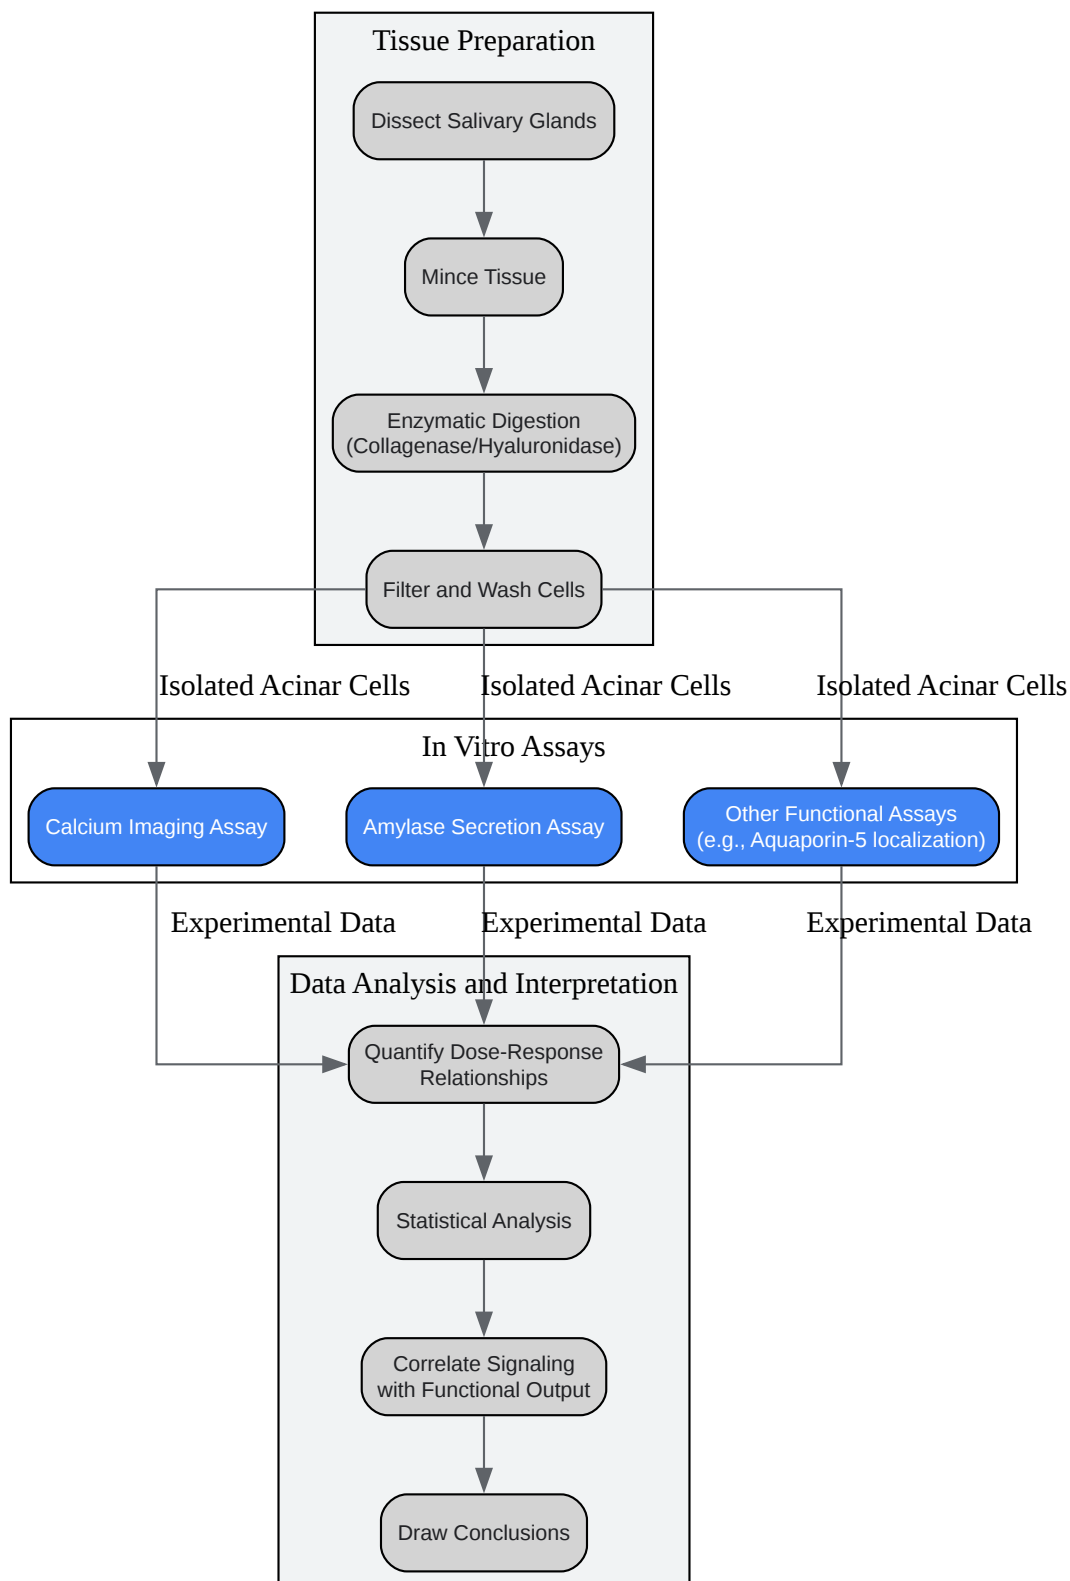 Tissue Preparation
Dissect Salivary Glands
Mince Tissue
Enzymatic Digestion
(Collagenase/Hyaluronidase)
Filter and Wash Cells
Isolated Acinar Cells
Isolated Acinar Cells
Isolated Acinar Cells
In Vitro Assays
Calcium Imaging Assay
Amylase Secretion Assay
Other Functional Assays
(e.g., Aquaporin-5 localization)
Experimental Data
Experimental Data
Experimental Data
Data Analysis and Interpretation
Quantify Dose-Response
Relationships
Statistical Analysis
Correlate Signaling
with Functional Output
Draw Conclusions